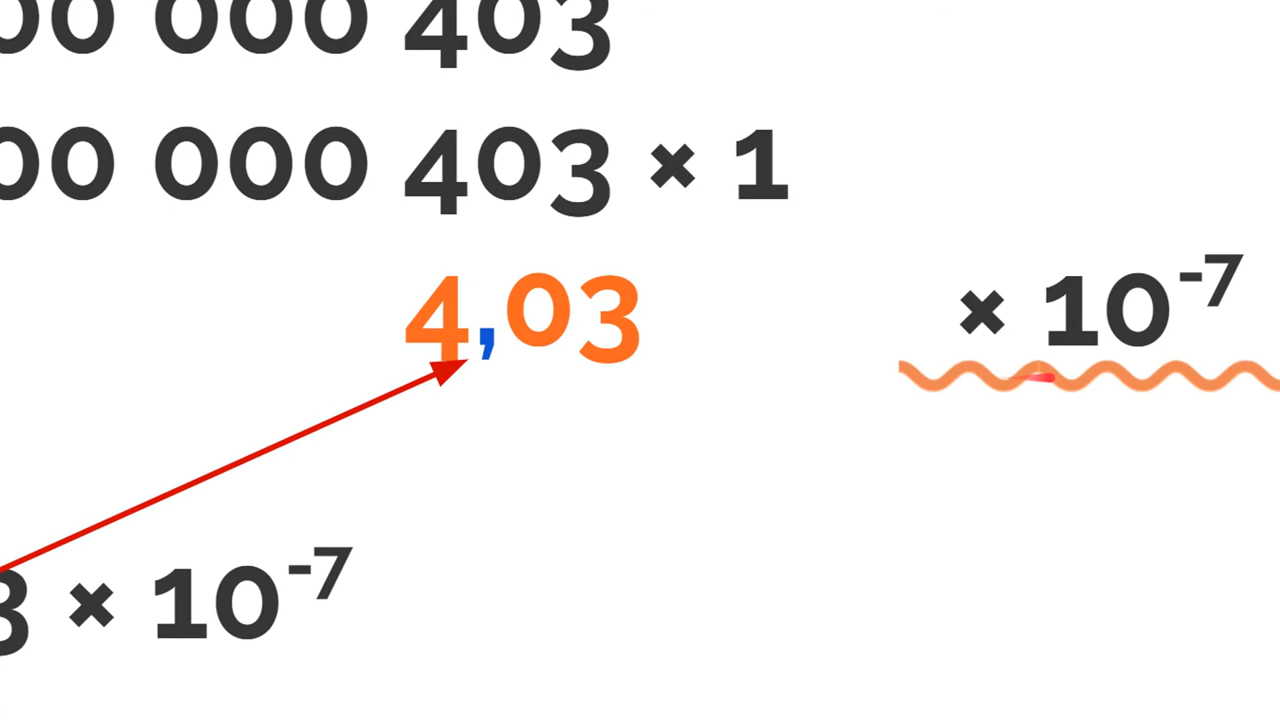 00 000 403
00 000 403 × 1
4,03 × 10⁻⁷
3 × 10⁻⁷